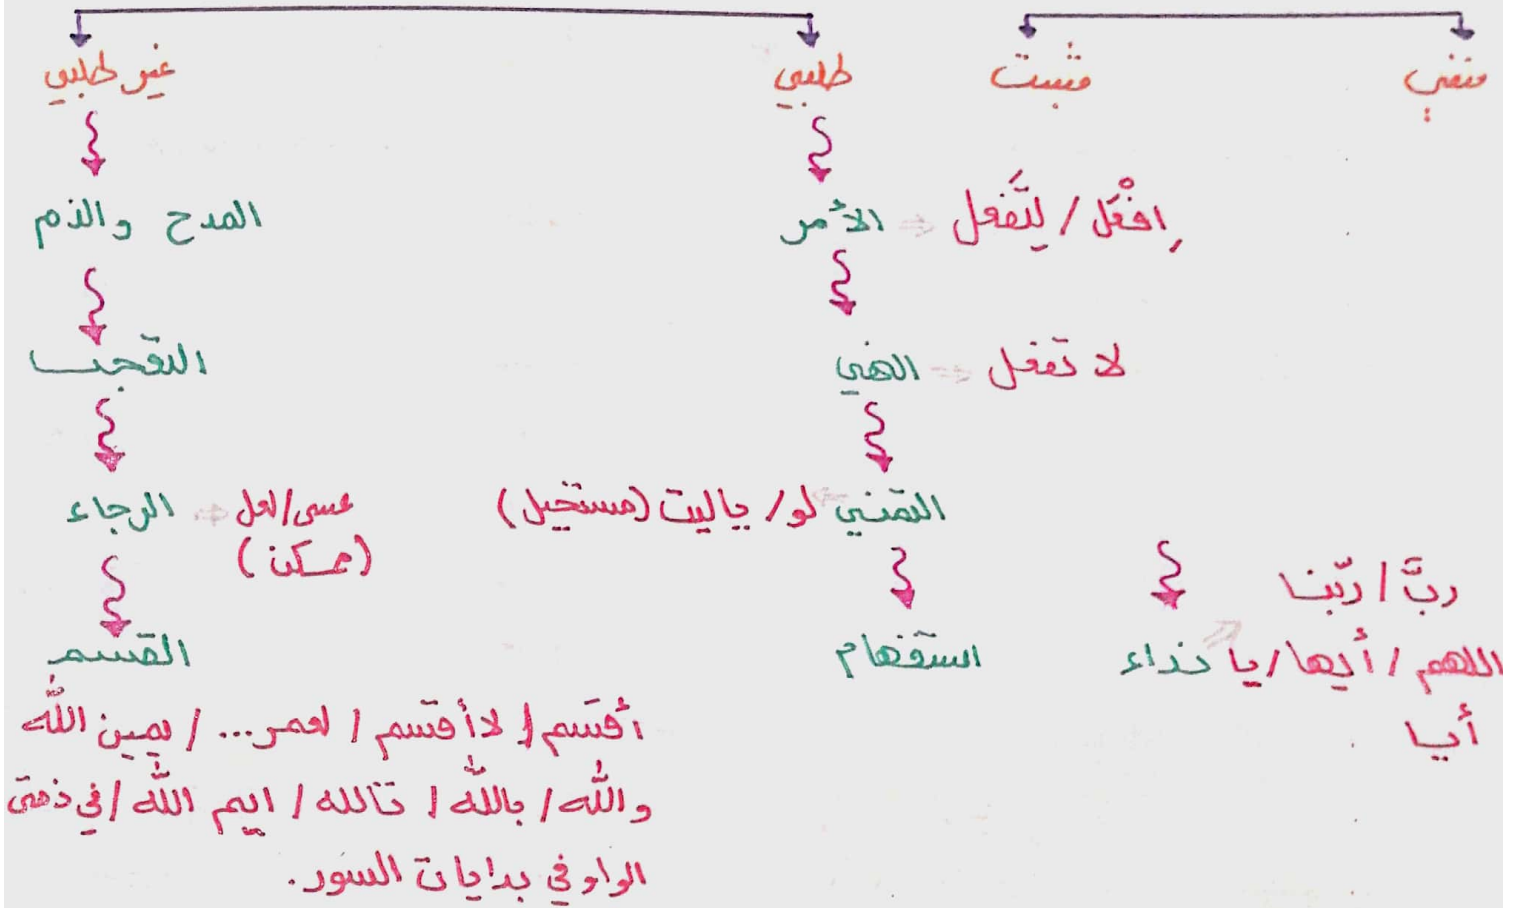 منفي مثبت طلبي غير طلبي
اِفْعَل / لِتَفعل ⇐ الأمر
المدح والذم
لا تفعل ⇐ النهي
التعجب
التمني لو / ياليت (مستحيل)
الرجاء ⇐ عسى / لعل
(ممكن)
ربَّ / ربّنا
نداء يا / أيها / اللهم
أيا
استفهام
القسم
أقسم / لا أقسم / لعمر... / يمين الله
والله / بالله / تالله / ايم الله / في ذمتي
الواو في بدايات السور.